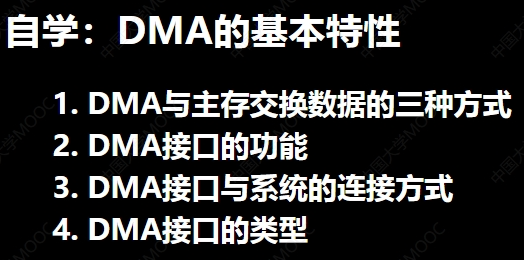 自学：DMA的基本特性
1. DMA与主存交换数据的三种方式
2. DMA接口的功能
3. DMA接口与系统的连接方式
4. DMA接口的类型